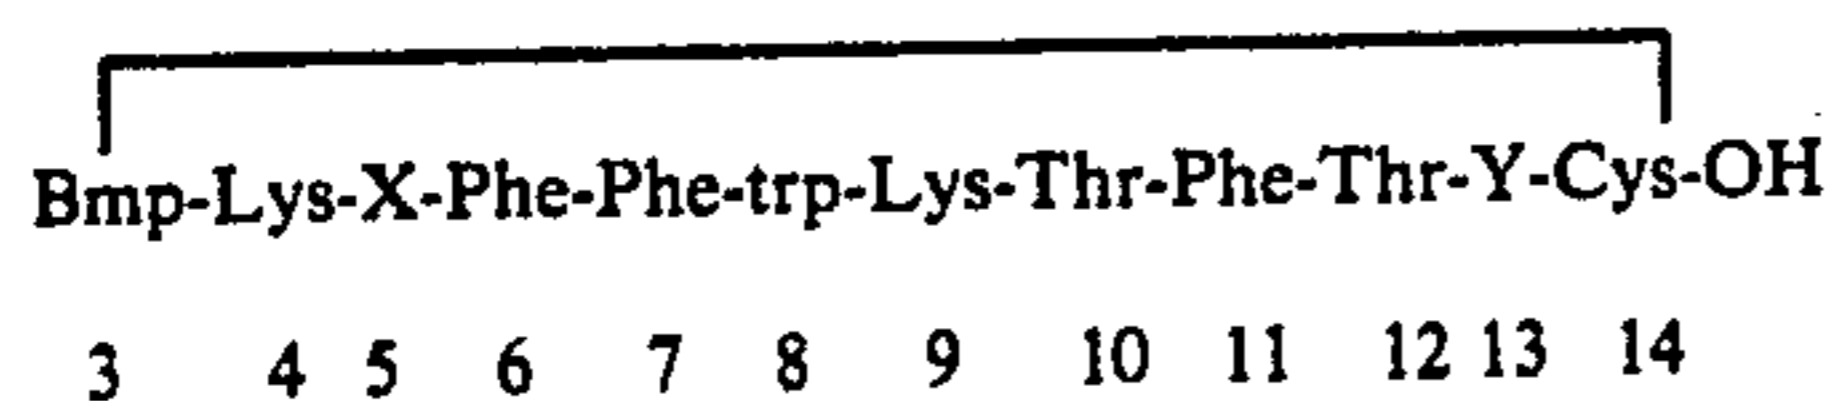 Bmp-Lys-X-Phe-Phe-trp-Lys-Thr-Phe-Thr-Y-Cys-OH
3 4 5 6 7 8 9 10 11 12 13 14